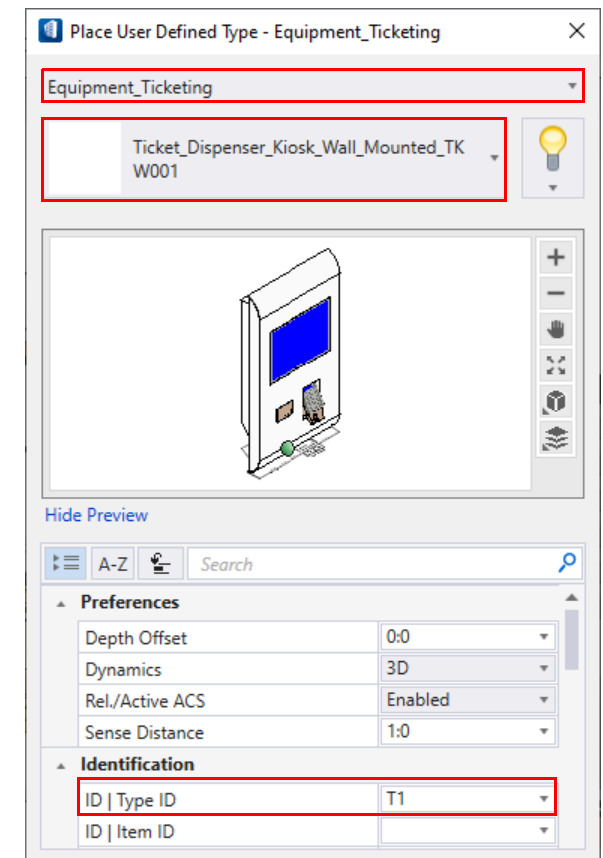 Place User Defined Type - Equipment_Ticketing
Equipment_Ticketing
Ticket_Dispenser_Kiosk_Wall_Mounted_TK
W001
Hide Preview
A-Z Search
Preferences
Depth Offset 0:0
Dynamics 3D
Rel./Active ACS Enabled
Sense Distance 1:0
Identification
ID | Type ID T1
ID | Item ID